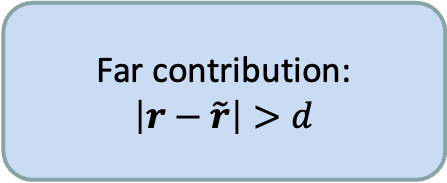 Far contribution:
|𝒓 − 𝒓̃| > 𝑑